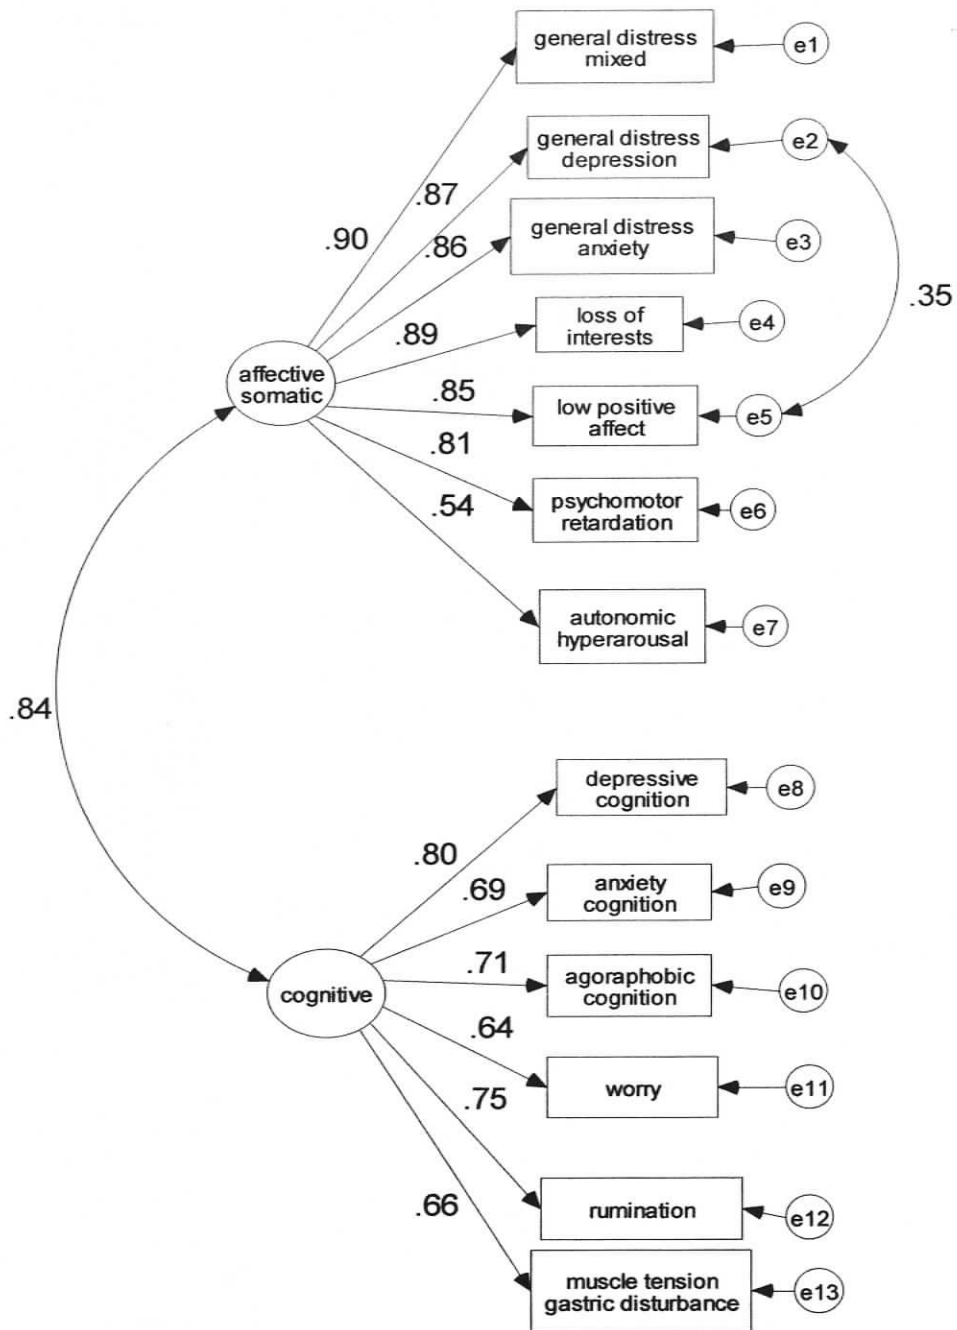 general distress
mixed
e1
general distress
depression
e2
.87
.90
general distress
anxiety
e3
.86
.35
loss of
interests
e4
.89
affective
somatic
.85
low positive
affect
e5
.81
psychomotor
retardation
e6
.54
autonomic
hyperarousal
e7
.84
depressive
cognition
e8
.80
anxiety
cognition
e9
.69
agoraphobic
cognition
e10
.71
cognitive
.64
worry
e11
.75
rumination
e12
.66
muscle tension
gastric disturbance
e13